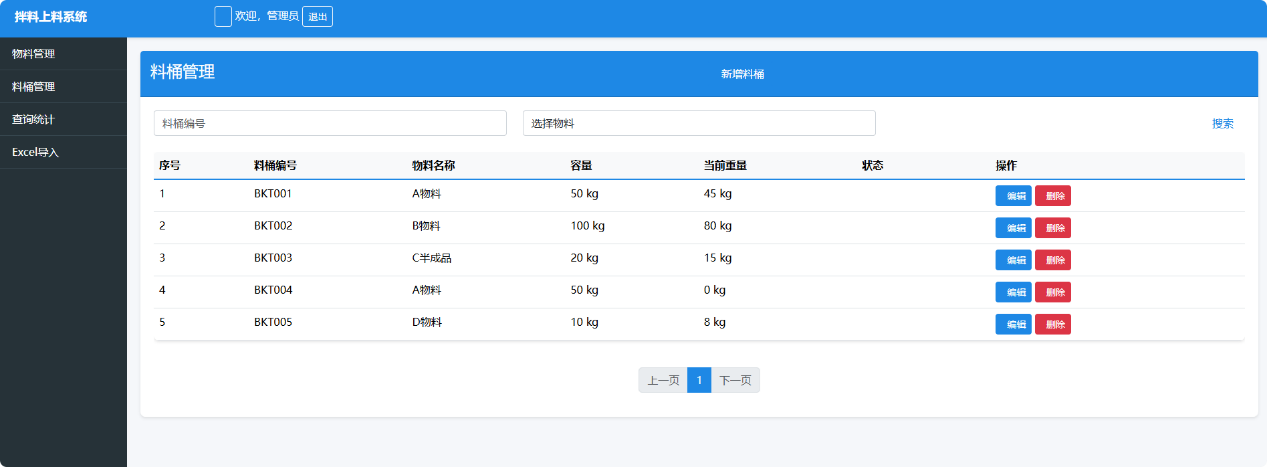 拌料上料系统 欢迎，管理员 退出
物料管理
料桶管理
查询统计
Excel导入
料桶管理 新增料桶
料桶编号 选择物料 搜索
序号 料桶编号 物料名称 容量 当前重量 状态 操作
1 BKT001 A物料 50 kg 45 kg 编辑 删除
2 BKT002 B物料 100 kg 80 kg 编辑 删除
3 BKT003 C半成品 20 kg 15 kg 编辑 删除
4 BKT004 A物料 50 kg 0 kg 编辑 删除
5 BKT005 D物料 10 kg 8 kg 编辑 删除
上一页 1 下一页